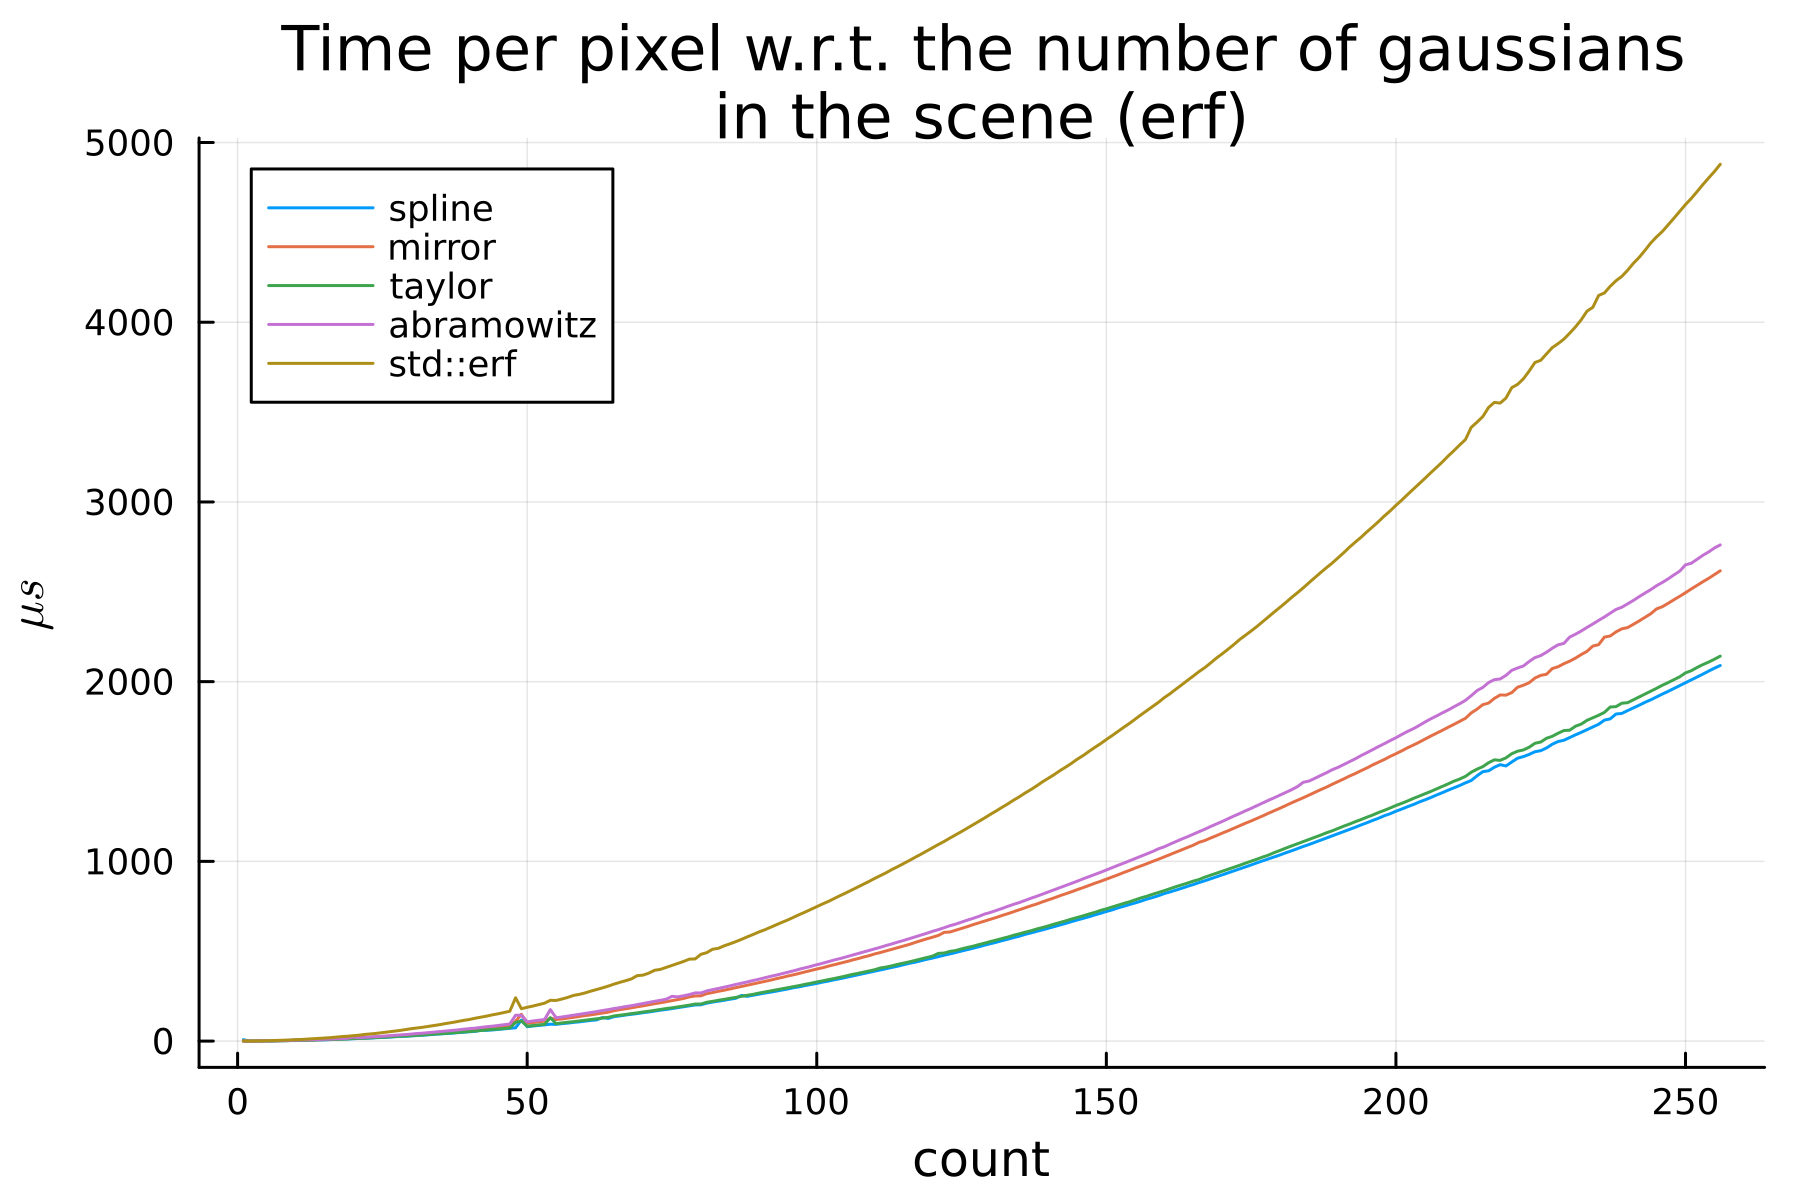 Time per pixel w.r.t. the number of gaussians
in the scene (erf)
5000
4000
3000
2000
1000
0
μs
spline
mirror
taylor
abramowitz
std::erf
0 50 100 150 200 250
count